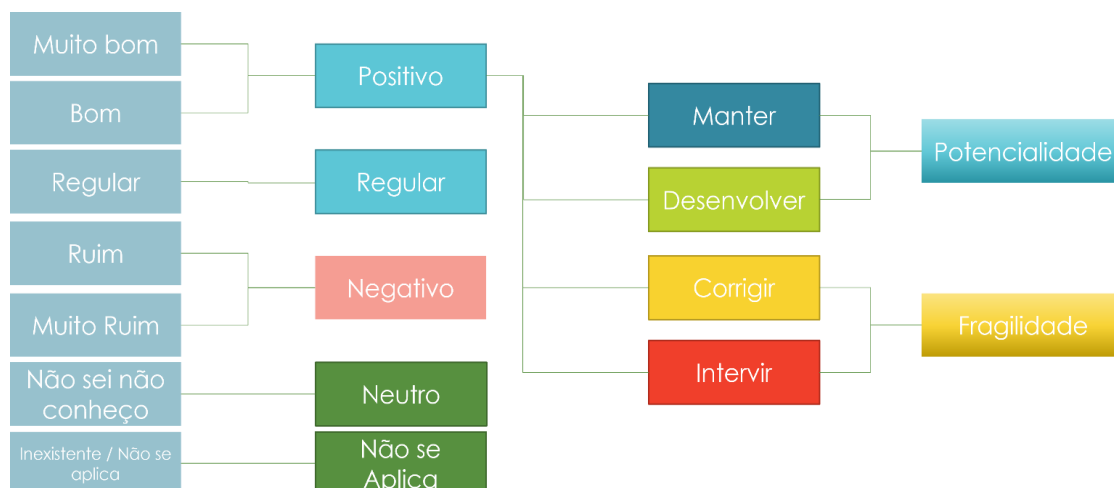 Muito bom
Bom
Regular
Ruim
Muito Ruim
Não sei não
conheço
Inexistente / Não se
aplica
Positivo
Regular
Negativo
Neutro
Não se
Aplica
Manter
Desenvolver
Corrigir
Intervir
Potencialidade
Fragilidade